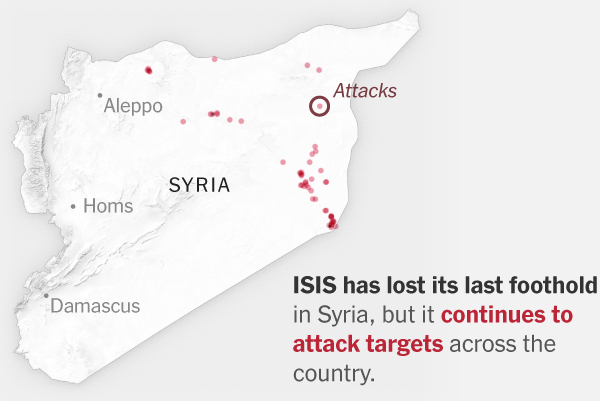 Attacks
Aleppo
SYRIA
Homs
ISIS has lost its last foothold
in Syria, but it continues to
attack targets across the
country.
Damascus